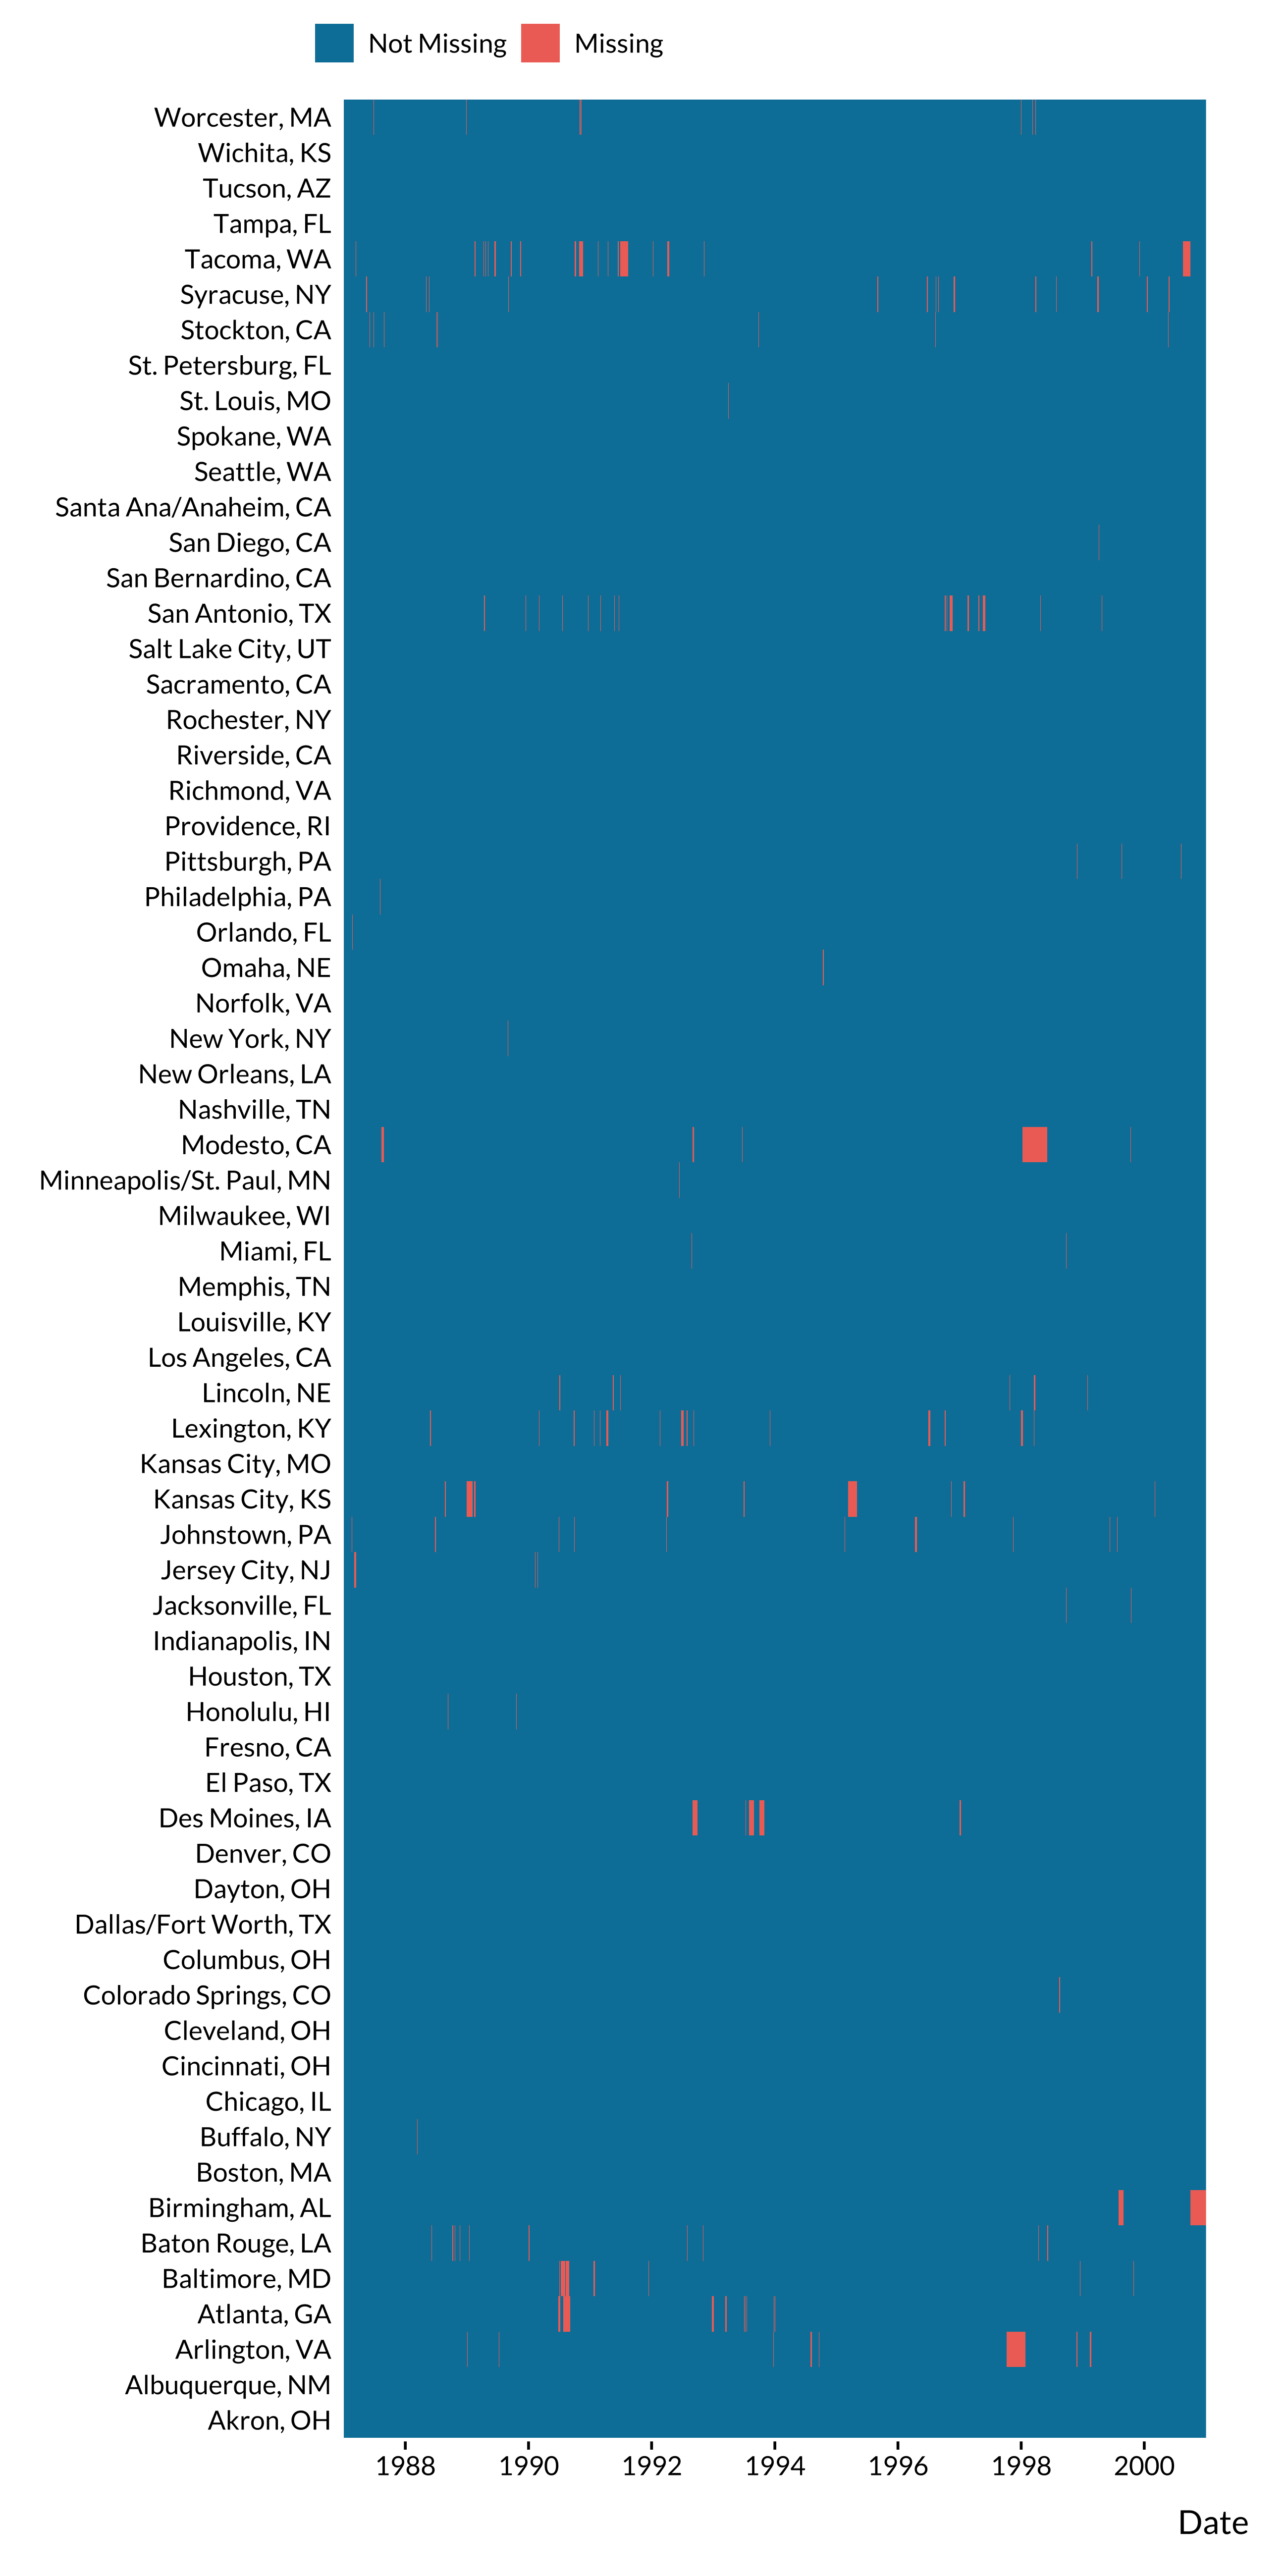 Not Missing Missing
Worcester, MA
Wichita, KS
Tucson, AZ
Tampa, FL
Tacoma, WA
Syracuse, NY
Stockton, CA
St. Petersburg, FL
St. Louis, MO
Spokane, WA
Seattle, WA
Santa Ana/Anaheim, CA
San Diego, CA
San Bernardino, CA
San Antonio, TX
Salt Lake City, UT
Sacramento, CA
Rochester, NY
Riverside, CA
Richmond, VA
Providence, RI
Pittsburgh, PA
Philadelphia, PA
Orlando, FL
Omaha, NE
Norfolk, VA
New York, NY
New Orleans, LA
Nashville, TN
Modesto, CA
Minneapolis/St. Paul, MN
Milwaukee, WI
Miami, FL
Memphis, TN
Louisville, KY
Los Angeles, CA
Lincoln, NE
Lexington, KY
Kansas City, MO
Kansas City, KS
Johnstown, PA
Jersey City, NJ
Jacksonville, FL
Indianapolis, IN
Houston, TX
Honolulu, HI
Fresno, CA
El Paso, TX
Des Moines, IA
Denver, CO
Dayton, OH
Dallas/Fort Worth, TX
Columbus, OH
Colorado Springs, CO
Cleveland, OH
Cincinnati, OH
Chicago, IL
Buffalo, NY
Boston, MA
Birmingham, AL
Baton Rouge, LA
Baltimore, MD
Atlanta, GA
Arlington, VA
Albuquerque, NM
Akron, OH
1988 1990 1992 1994 1996 1998 2000
Date